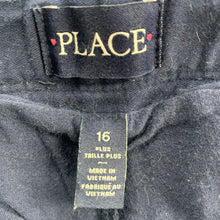 PLACE
16
PLUS
TAILLE PLUS
MADE IN
VIETNAM
FABRIQUÉ AU
VIETNAM